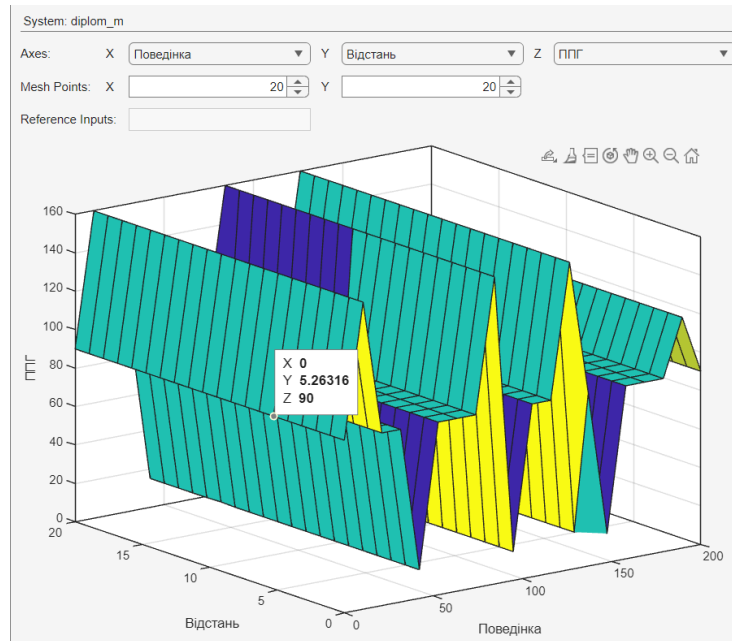 System: diplom_m
Axes: X Поведінка Y Відстань Z ППГ
Mesh Points: X 20 Y 20
Reference Inputs:
160
140
120
100
80
60
40
20
0
ППГ
X 0
Y 5.26316
Z 90
20
15
10
5
0
Відстань
0
50
100
150
200
Поведінка